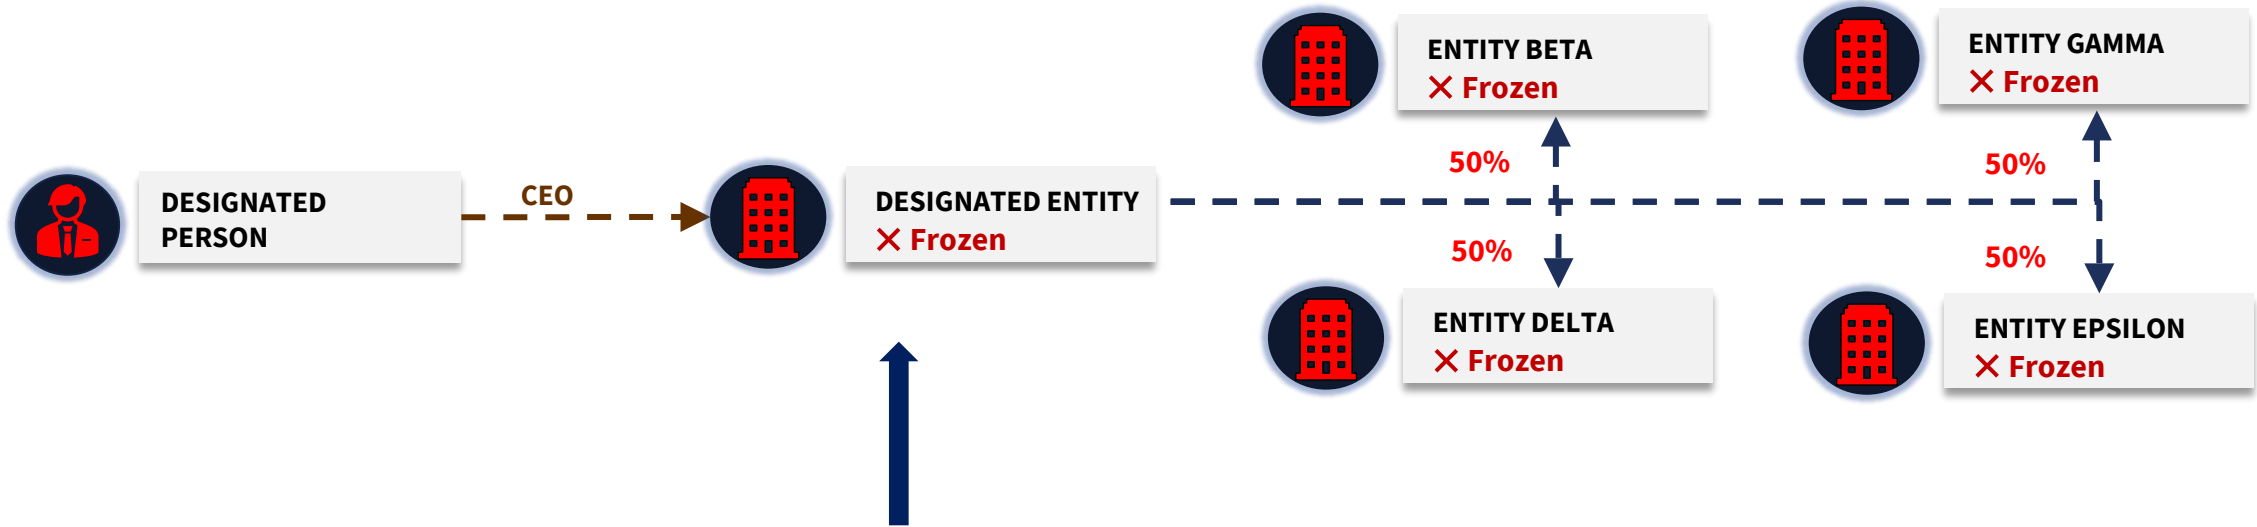 DESIGNATED
PERSON
CEO
DESIGNATED ENTITY
✕ Frozen
ENTITY BETA
✕ Frozen
50%
50%
ENTITY DELTA
✕ Frozen
ENTITY GAMMA
✕ Frozen
50%
50%
ENTITY EPSILON
✕ Frozen